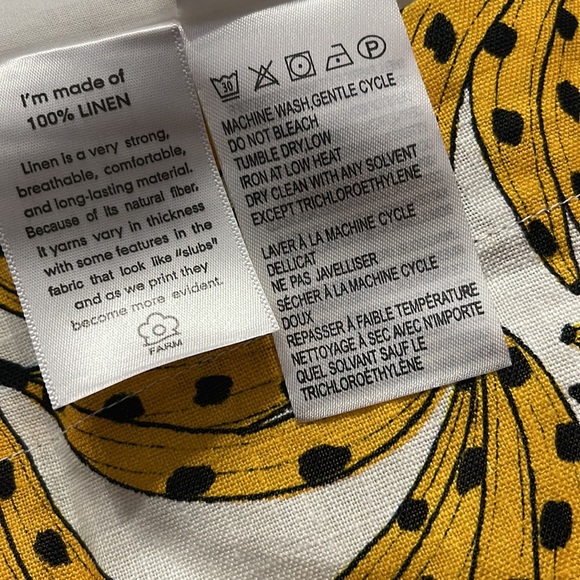 I'm made of
100% LINEN
Linen is a very strong,
breathable, comfortable,
and long-lasting material.
Because of its natural fiber,
It yarns vary in thickness
with some features in the
fabric that look like "slubs"
and as we print they
become more evident.
FARM
30
P
MACHINE WASH,GENTLE CYCLE
DO NOT BLEACH
TUMBLE DRY,LOW
IRON AT LOW HEAT
DRY CLEAN WITH ANY SOLVENT
EXCEPT TRICHLOROETHYLENE
LAVER À LA MACHINE CYCLE
DELLICAT
NE PAS JAVELLISER
SÉCHER À LA MACHINE CYCLE
DOUX
REPASSER À FAIBLE TEMPÉRATURE
NETTOYAGE À SEC AVEC N'IMPORTE
QUEL SOLVANT SAUF LE
TRICHLOROÉTHYLÈNE